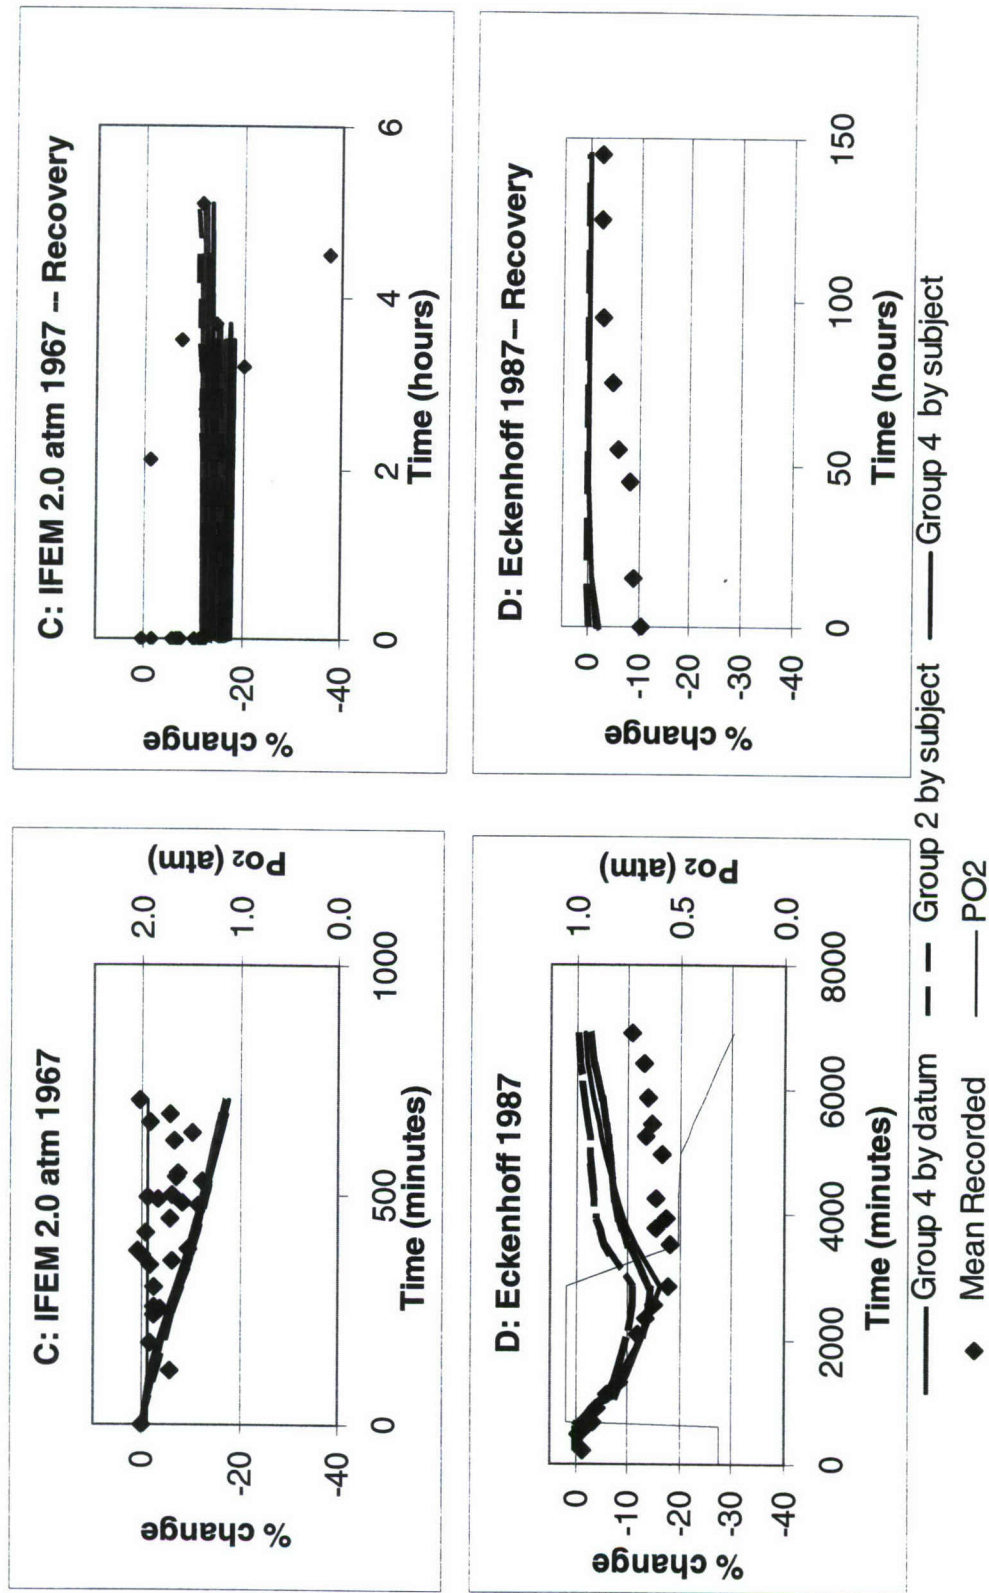 C: IFEM 2.0 atm 1967
% change
0
-20
-40
0
500
1000
Time (minutes)
2.0
1.0
0.0
Po2 (atm)
C: IFEM 2.0 atm 1967 -- Recovery
% change
0
-20
-40
0
2
4
6
Time (hours)
D: Eckenhoff 1987
% change
0
-10
-20
-30
-40
0
2000
4000
6000
8000
Time (minutes)
1.0
0.5
0.0
Po2 (atm)
D: Eckenhoff 1987-- Recovery
% change
0
-10
-20
-30
-40
0
50
100
150
Time (hours)
Group 4 by datum
Group 2 by subject
Group 4 by subject
Mean Recorded
PO2